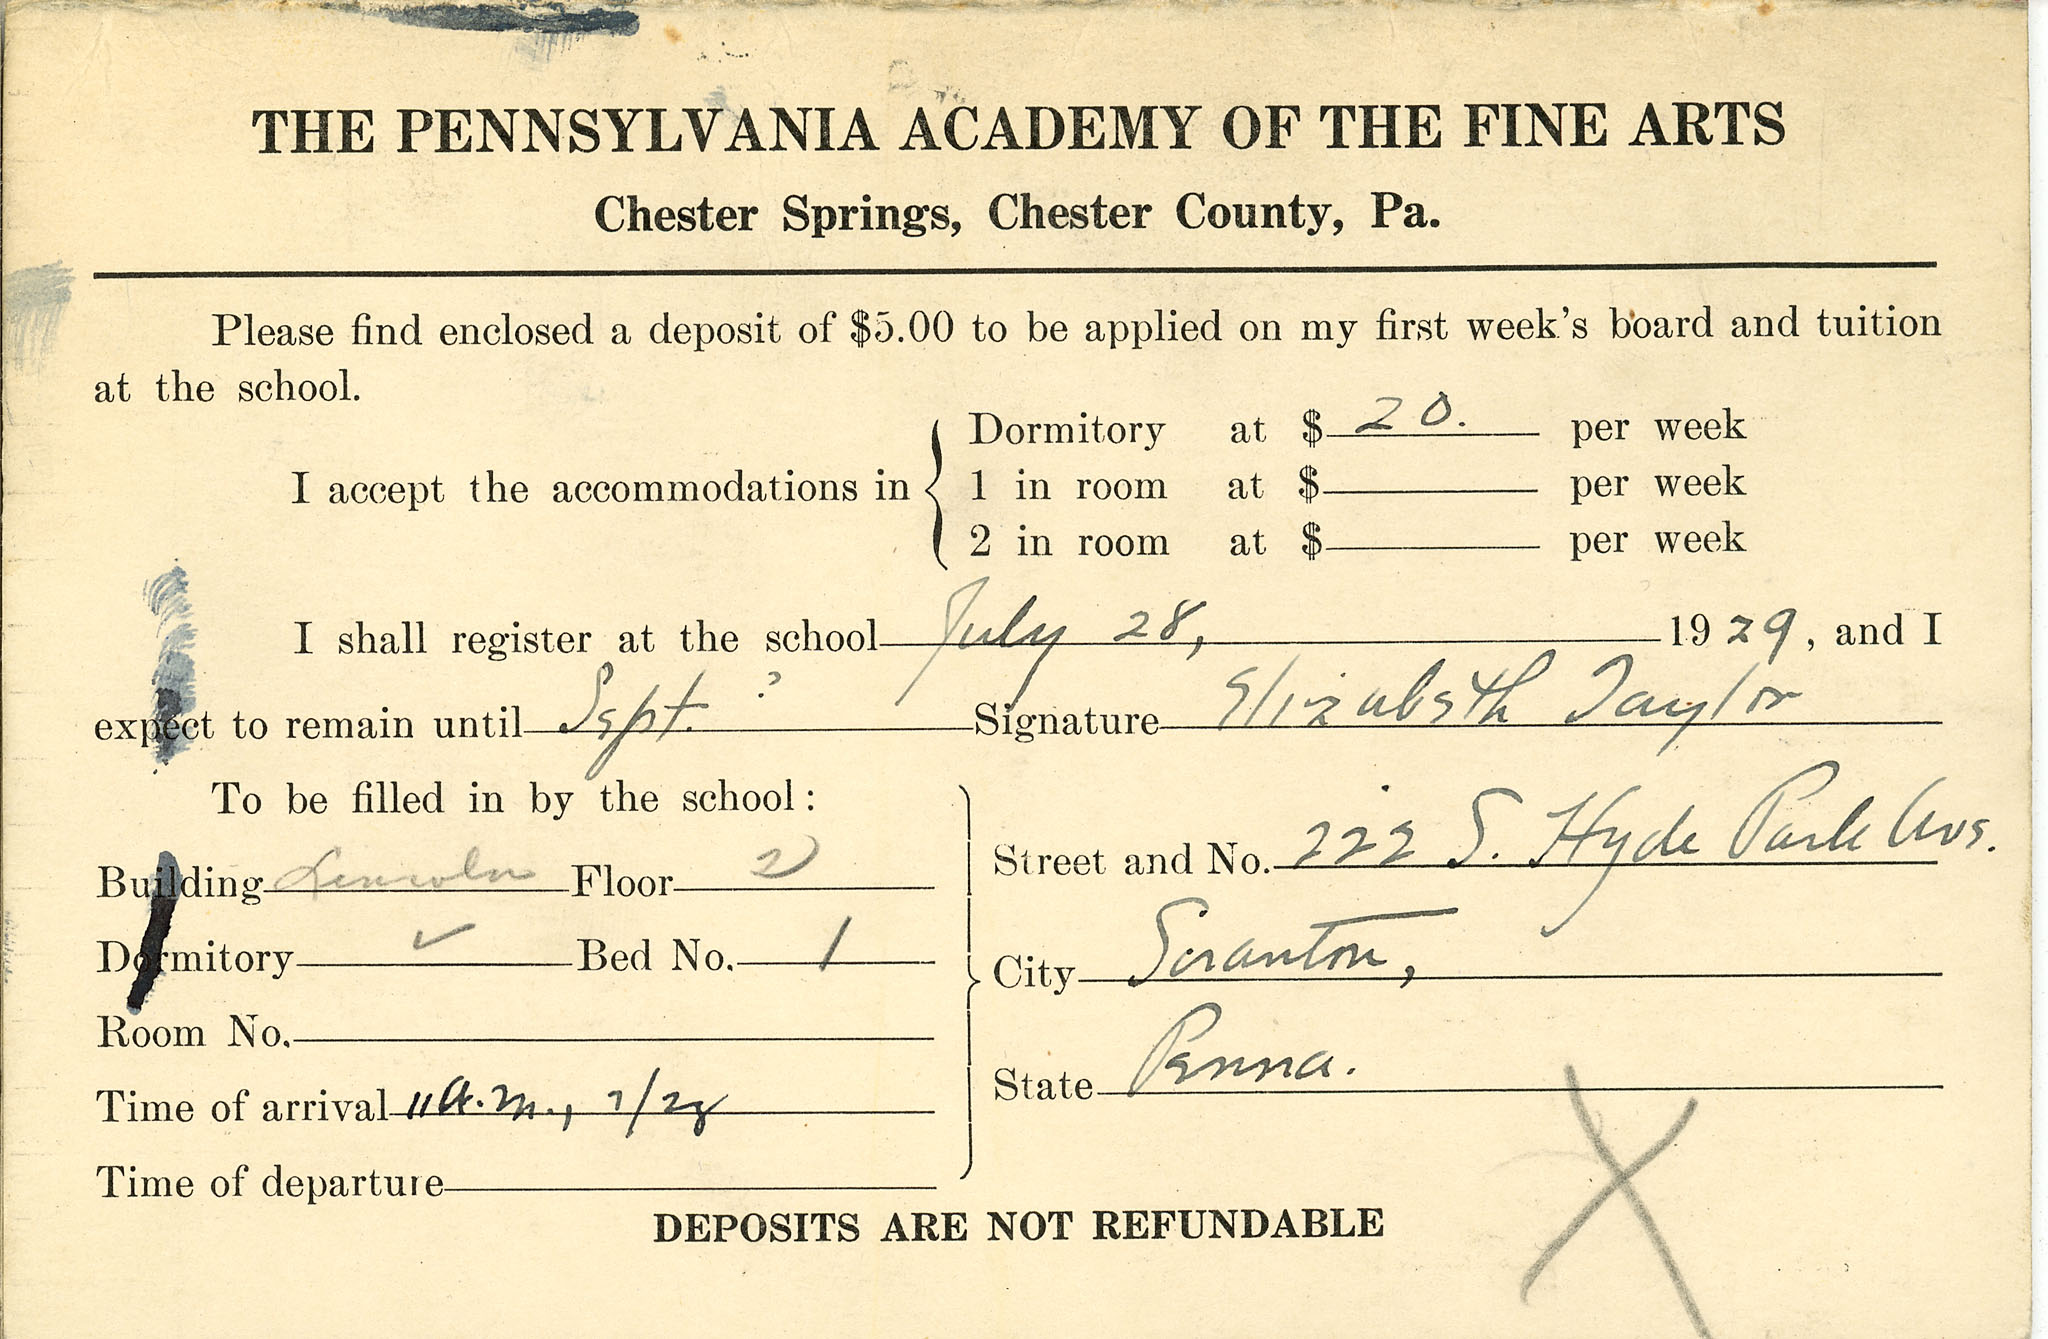 THE PENNSYLVANIA ACADEMY OF THE FINE ARTS
Chester Springs, Chester County, Pa.
Please find enclosed a deposit of $5.00 to be applied on my first week's board and tuition
at the school.
I accept the accommodations in
Dormitory at $ 20. per week
1 in room at $ per week
2 in room at $ per week
I shall register at the school July 28, 1929, and I
expect to remain until Sept. ? Signature Elizabeth Taylor
To be filled in by the school:
Building Lincoln Floor 2
Dormitory ✓ Bed No. 1
Room No.
Time of arrival 11 A.M., 7/28
Time of departure
Street and No. 222 S. Hyde Park Ave.
City Scranton,
State Penna.
DEPOSITS ARE NOT REFUNDABLE